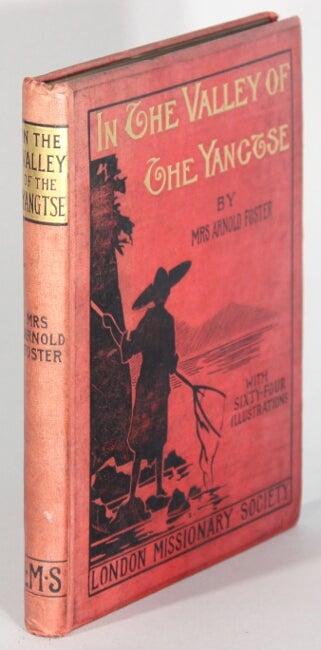 IN THE
VALLEY
OF THE
YANGTSE
MRS
ARNOLD
FOSTER
L·M·S
IN THE VALLEY OF
THE YANGTSE
BY
MRS ARNOLD FOSTER
WITH
SIXTY-FOUR
ILLUSTRATIONS
LONDON MISSIONARY SOCIETY